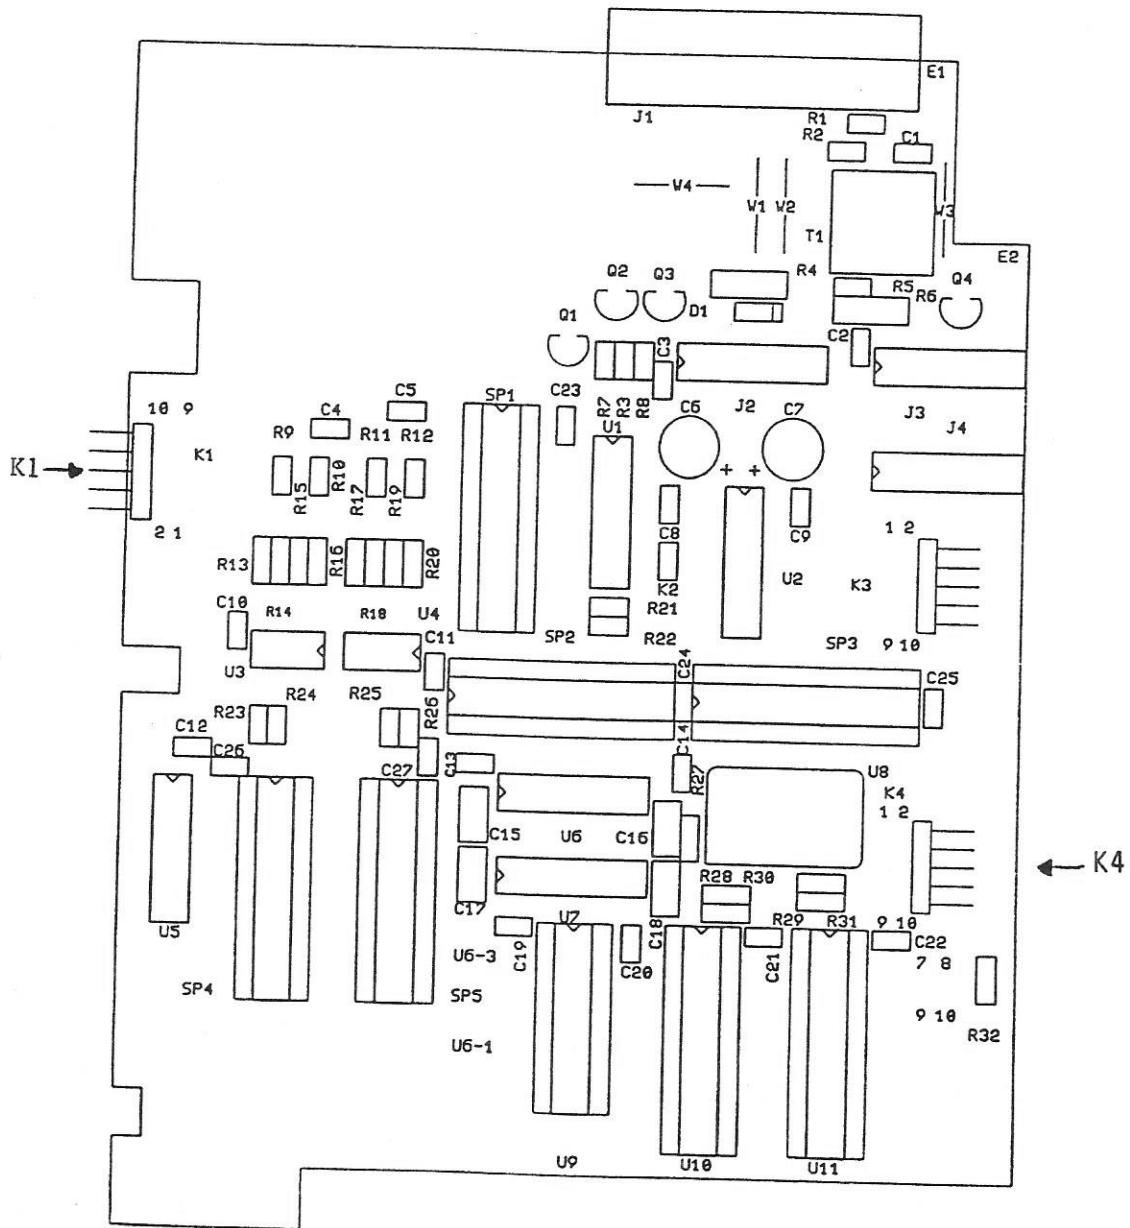 E1
J1
R1
R2
C1
W4
W1
W2
W3
T1
E2
Q2
Q3
R4
R5
R6
Q4
D1
Q1
C2
C3
SP1
C23
R7
R3
R8
C6
J2
C7
J3
J4
10 9
C4
C5
R9
R11
R12
U1
K1
K1
R15
R10
R17
R19
+ +
2 1
C8
C9
1 2
R13
R16
R20
K2
U2
K3
C10
R14
R18
U4
R21
C11
SP2
R22
SP3
9 10
U3
C24
C25
R24
R25
R23
R26
C12
C26
C27
C13
C14
R27
U8
K4
1 2
C15
U6
C16
K4
R28
R30
C17
U7
R29
R31
9 10
U5
C18
C22
U6-3
C19
C20
C21
7 8
SP4
SP5
9 10
R32
U6-1
U9
U10
U11